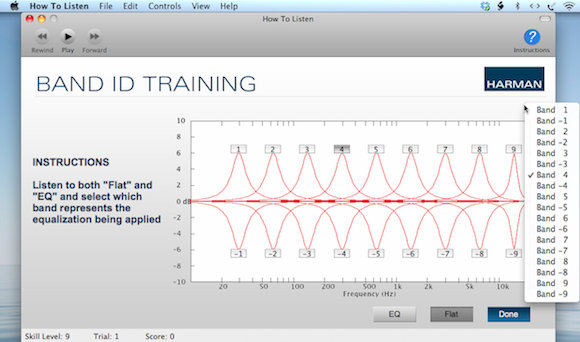 How To Listen File Edit Controls View Help
How To Listen
Rewind Play Forward Instructions
BAND ID TRAINING
HARMAN
INSTRUCTIONS
Listen to both "Flat" and
"EQ" and select which
band represents the
equalization being applied
10
8
6
4
2
0 dB
-2
-4
-6
-8
-10
1 2 3 4 5 6 7 8 9
-1 -2 -3 -4 -5 -6 -7 -8 -9
20 50 100 200 500 1k 2k 5k 10k
Frequency (Hz)
Band 1
Band -1
Band 2
Band -2
Band 3
Band -3
✓ Band 4
Band -4
Band 5
Band -5
Band 6
Band -6
Band 7
Band -7
Band 8
Band -8
Band 9
Band -9
EQ Flat Done
Skill Level: 9 Trial: 1 Score: 0